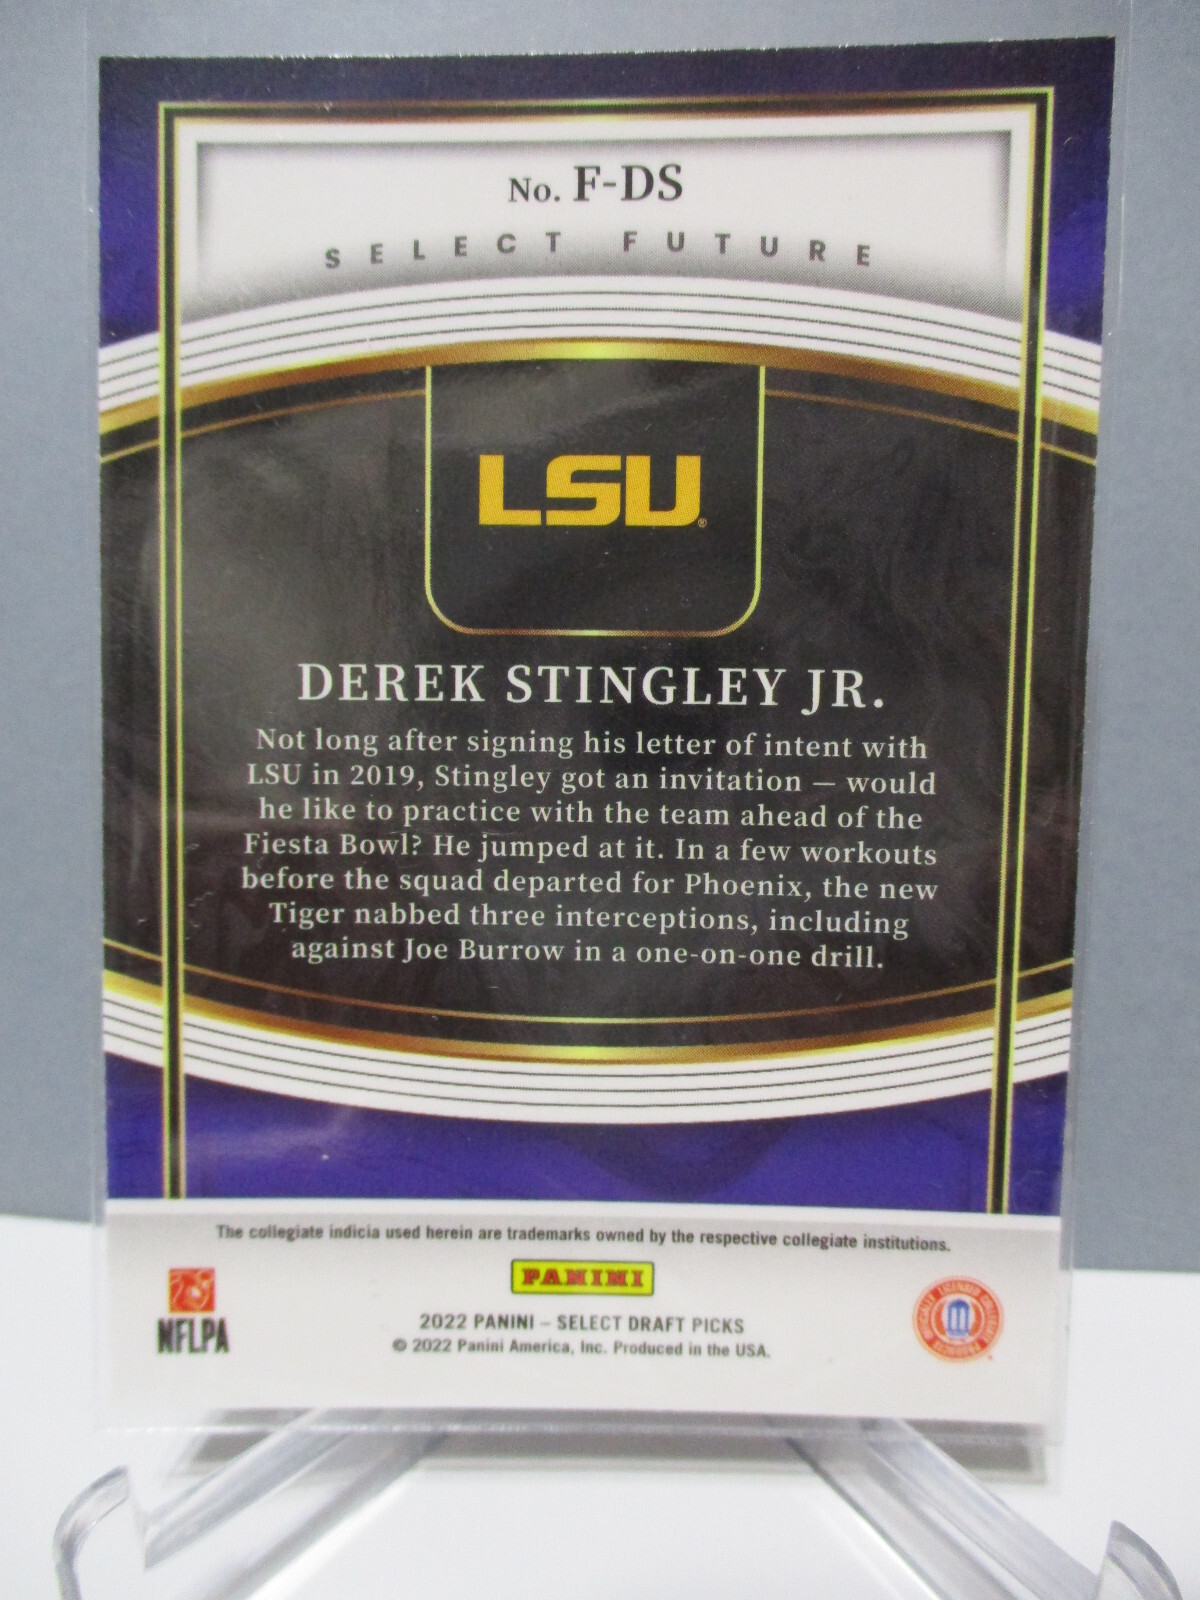 No. F-DS
SELECT FUTURE
LSU®
DEREK STINGLEY JR.
Not long after signing his letter of intent with
LSU in 2019, Stingley got an invitation — would
he like to practice with the team ahead of the
Fiesta Bowl? He jumped at it. In a few workouts
before the squad departed for Phoenix, the new
Tiger nabbed three interceptions, including
against Joe Burrow in a one-on-one drill.
The collegiate indicia used herein are trademarks owned by the respective collegiate institutions.
PANINI
NFLPA
2022 PANINI – SELECT DRAFT PICKS
© 2022 Panini America, Inc. Produced in the USA.
OFFICIALLY LICENSED COLLEGIATE PRODUCTS